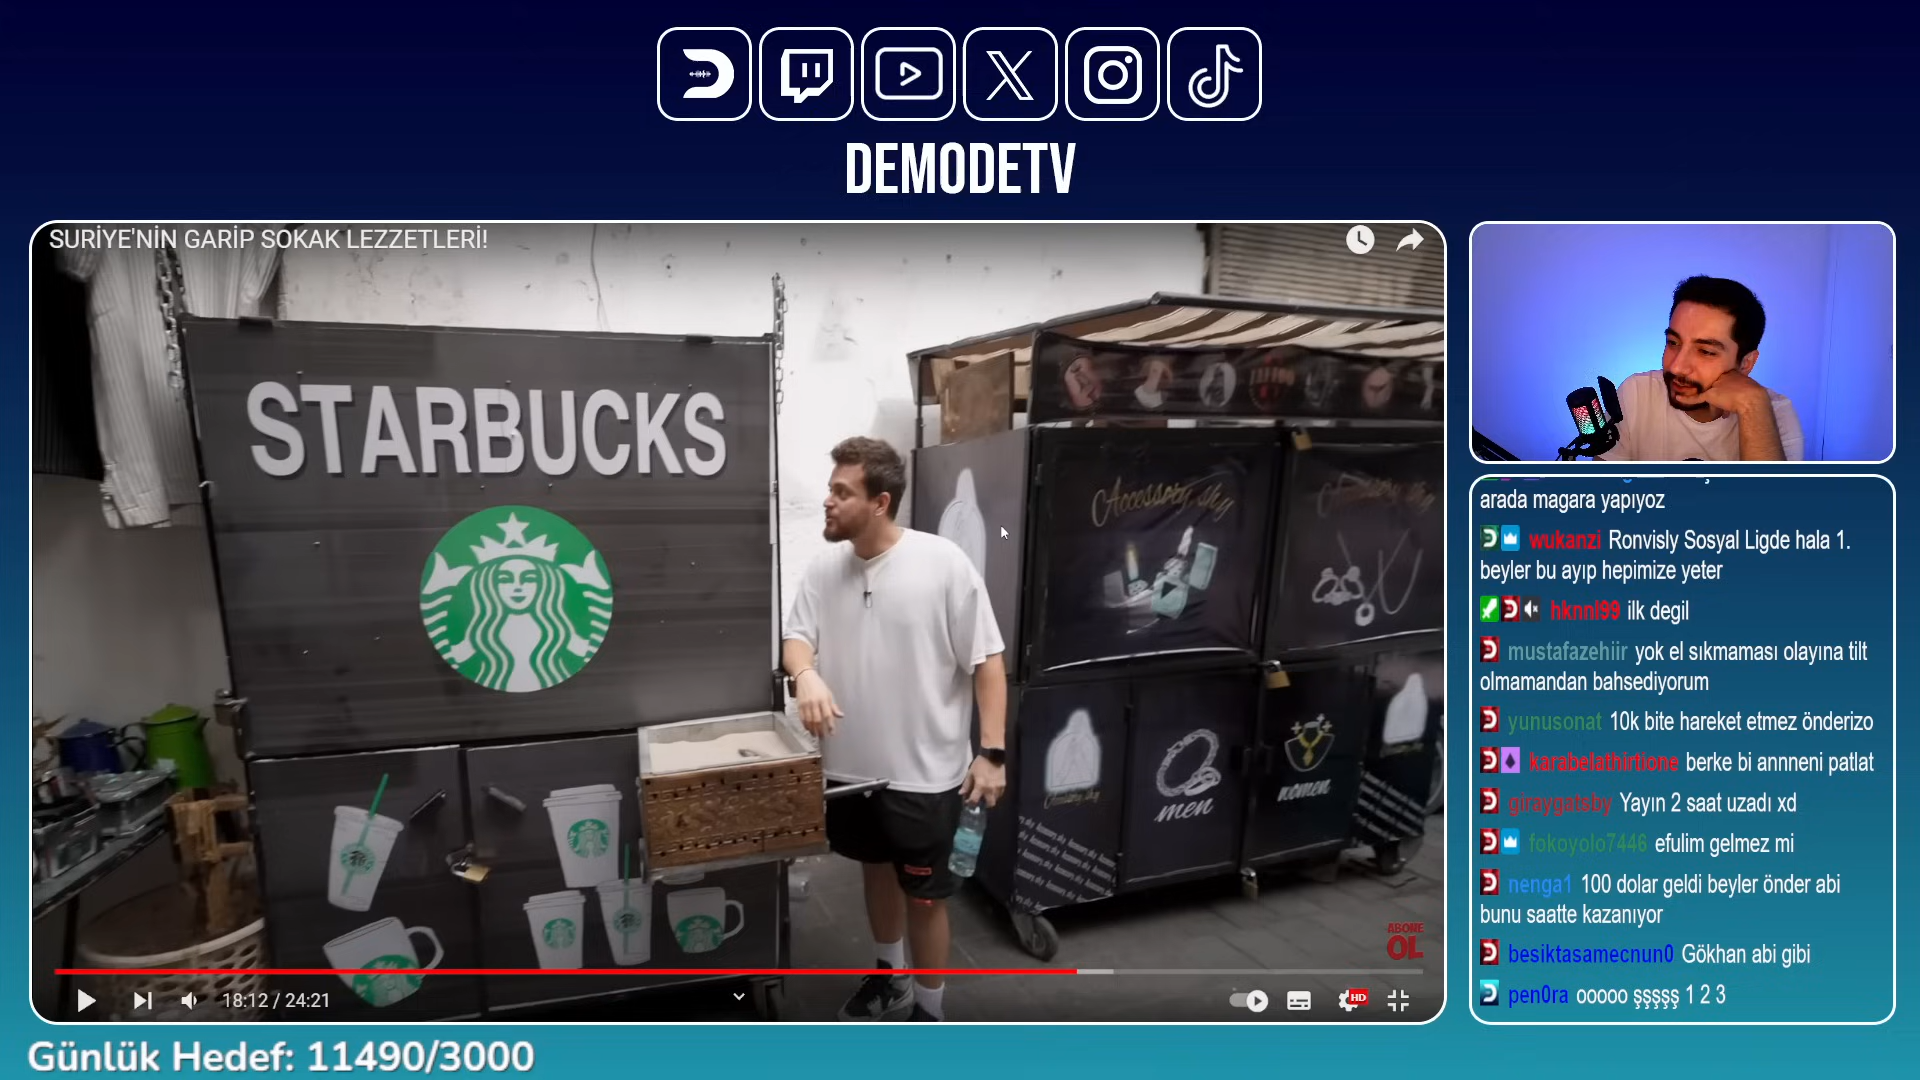 DEMODETV
SURİYE'NİN GARİP SOKAK LEZZETLERİ!
STARBUCKS
Accessory shy
men
women
ABONE
OL
18:12 / 24:21
HD
arada magara yapıyoz
wukanzi Ronvisly Sosyal Ligde hala 1.
beyler bu ayıp hepimize yeter
hknnl99 ilk degil
mustafazehiir yok el sıkmaması olayına tilt
olmamandan bahsediyorum
yunusonat 10k bite hareket etmez önderizo
karabelathirtione berke bi annneni patlat
giraygatsby Yayın 2 saat uzadı xd
fokoyolo7446 efulim gelmez mi
nenga1 100 dolar geldi beyler önder abi
bunu saatte kazanıyor
besiktasamecnun0 Gökhan abi gibi
pen0ra ooooo şşşşş 1 2 3
Günlük Hedef: 11490/3000